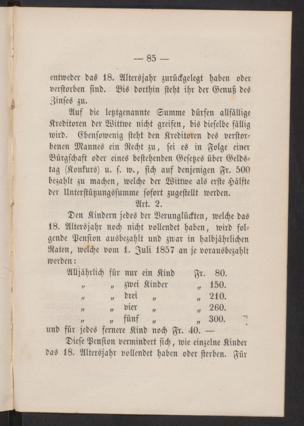 — 85 —
entweder das 18. Altersjahr zurückgelegt haben oder
verstorben sind. Bis dorthin steht ihr der Genuß des
Zinses zu.
Auf die letztgenannte Summe dürfen allfällige
Kreditoren der Wittwe nicht greifen, bis dieselbe fällig
wird. Ebensowenig steht den Kreditoren des verstor-
benen Mannes ein Recht zu, sei es in Folge einer
Bürgschaft oder eines bestehenden Gesetzes über Gelds-
tag (Konkurs) u. s. w., sich auf denjenigen Fr. 500
bezahlt zu machen, welche der Wittwe als erste Hälfte
der Unterstützungssumme sofort zugestellt werden.
Art. 2.
Den Kindern jedes der Verunglückten, welche das
18. Altersjahr noch nicht vollendet haben, wird fol-
gende Pension ausbezahlt und zwar in halbjährlichen
Raten, welche vom 1. Juli 1857 an je vorausbezahlt
werden:
Alljährlich für nur ein Kind Fr. 80.
„ „ zwei Kinder „ 150.
„ „ drei „ „ 210.
„ „ vier „ „ 260.
„ „ fünf „ „ 300.
und für jedes fernere Kind noch Fr. 40. —
Diese Pension vermindert sich, wie einzelne Kinder
das 18. Altersjahr vollendet haben oder sterben. Für